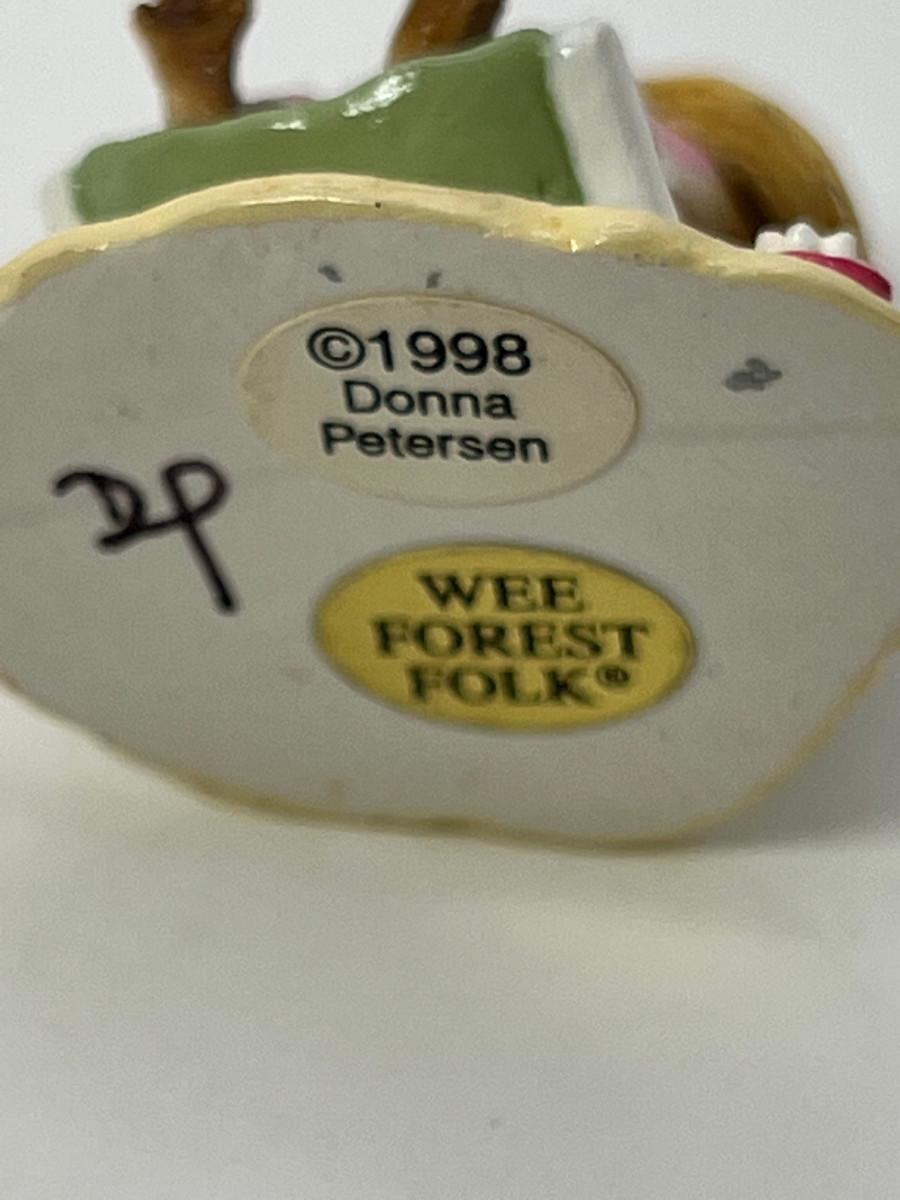 ©1998
Donna
Petersen
DP
WEE
FOREST
FOLK®